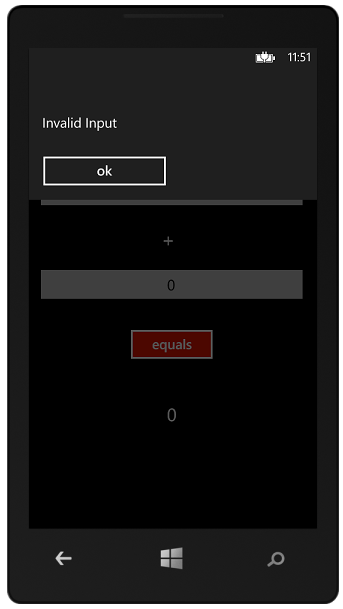 11:51
Invalid Input
ok
+
0
equals
0